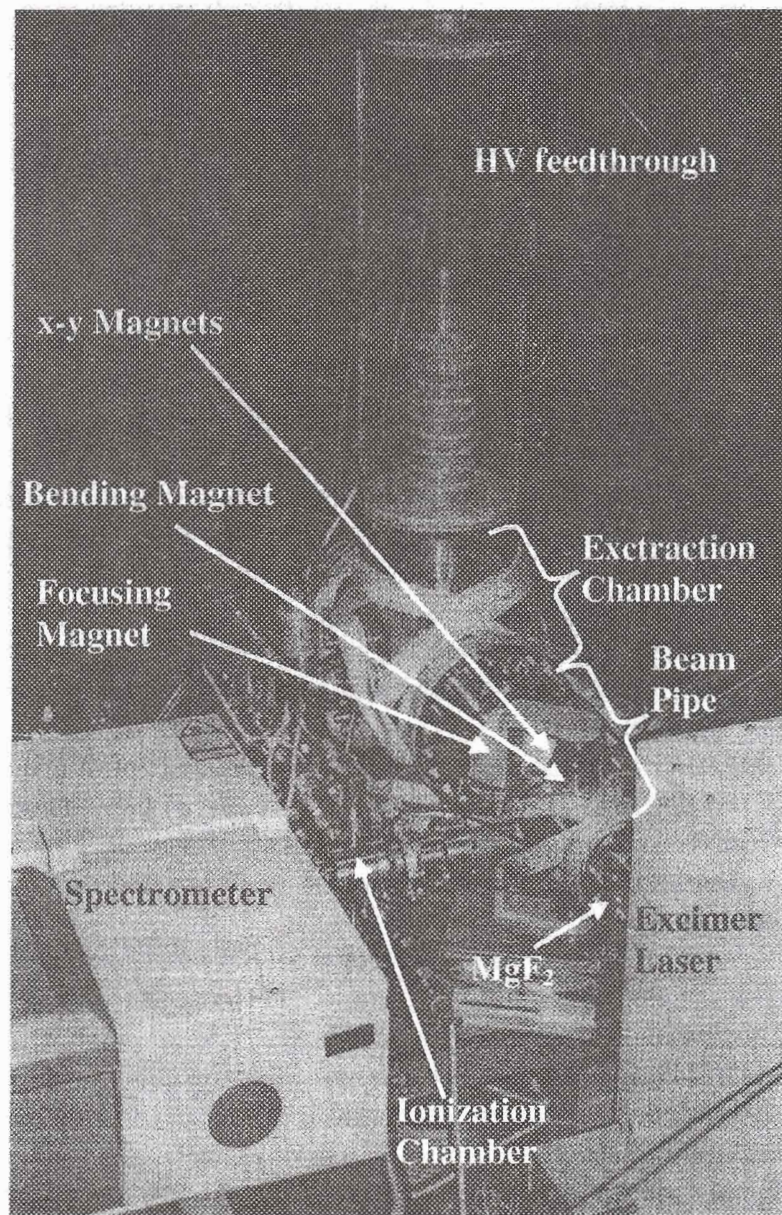 HV feedthrough
x-y Magnets
Bending Magnet
Exctraction
Chamber
Focusing
Magnet
Beam
Pipe
Spectrometer
Excimer
Laser
MgF₂
Ionization
Chamber